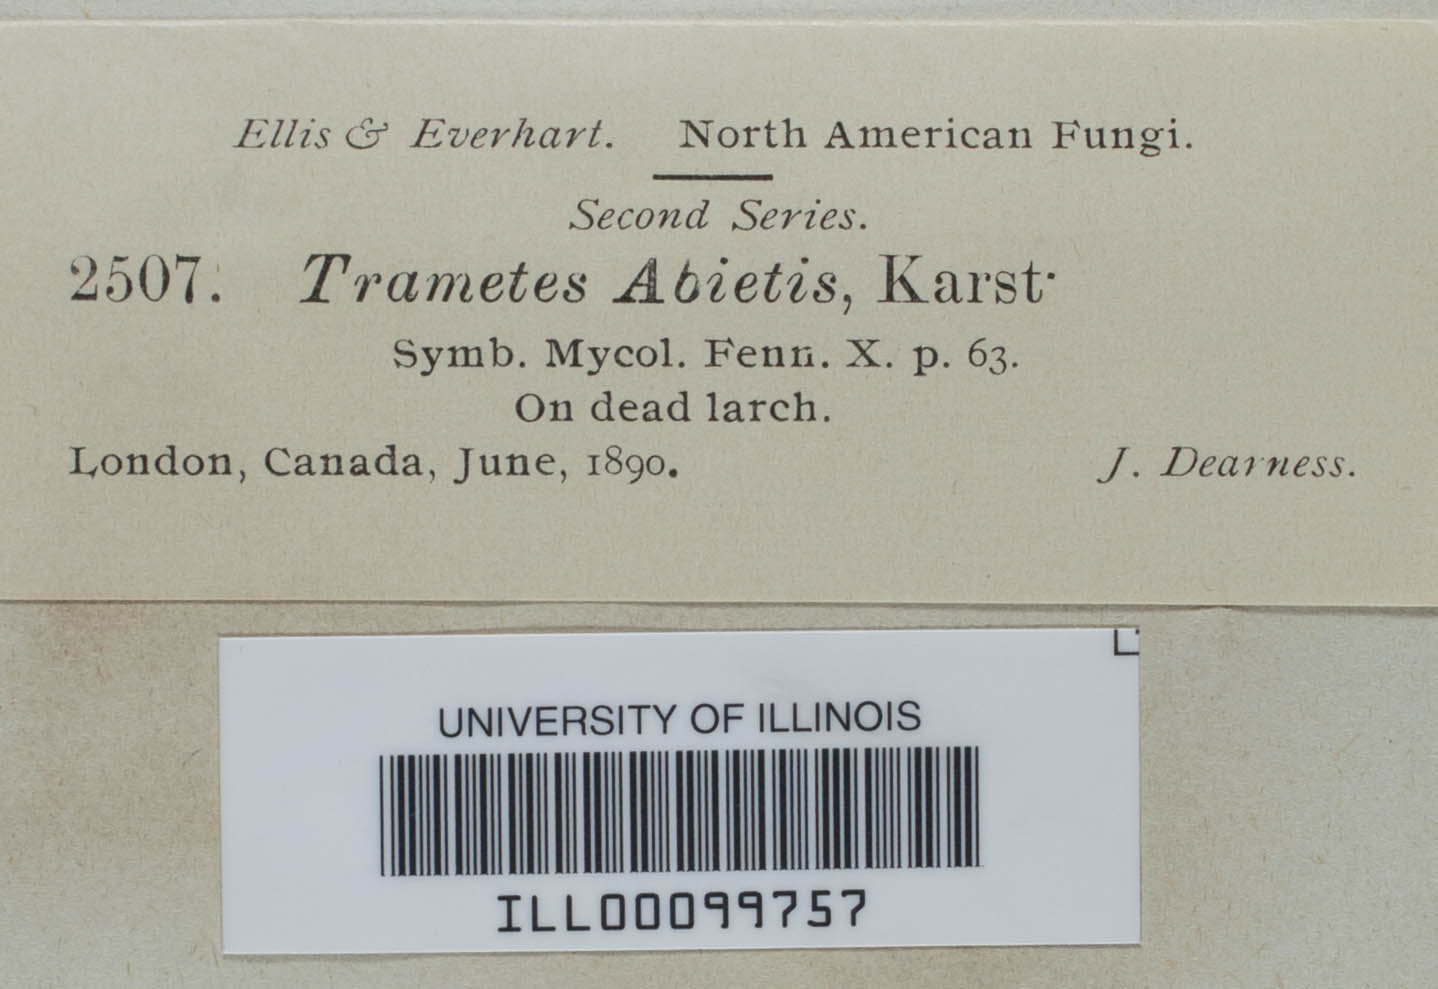 Ellis & Everhart. North American Fungi.
Second Series.
2507. Trametes Abietis, Karst.
Symb. Mycol. Fenn. X. p. 63.
On dead larch.
London, Canada, June, 1890. J. Dearness.
UNIVERSITY OF ILLINOIS
ILL00099757